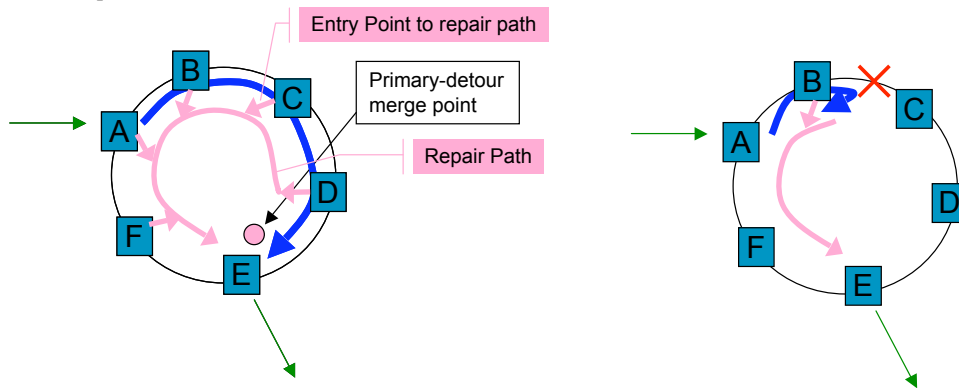 Entry Point to repair path
Primary-detour
merge point
Repair Path
A
B
C
D
E
F
A
B
C
D
E
F